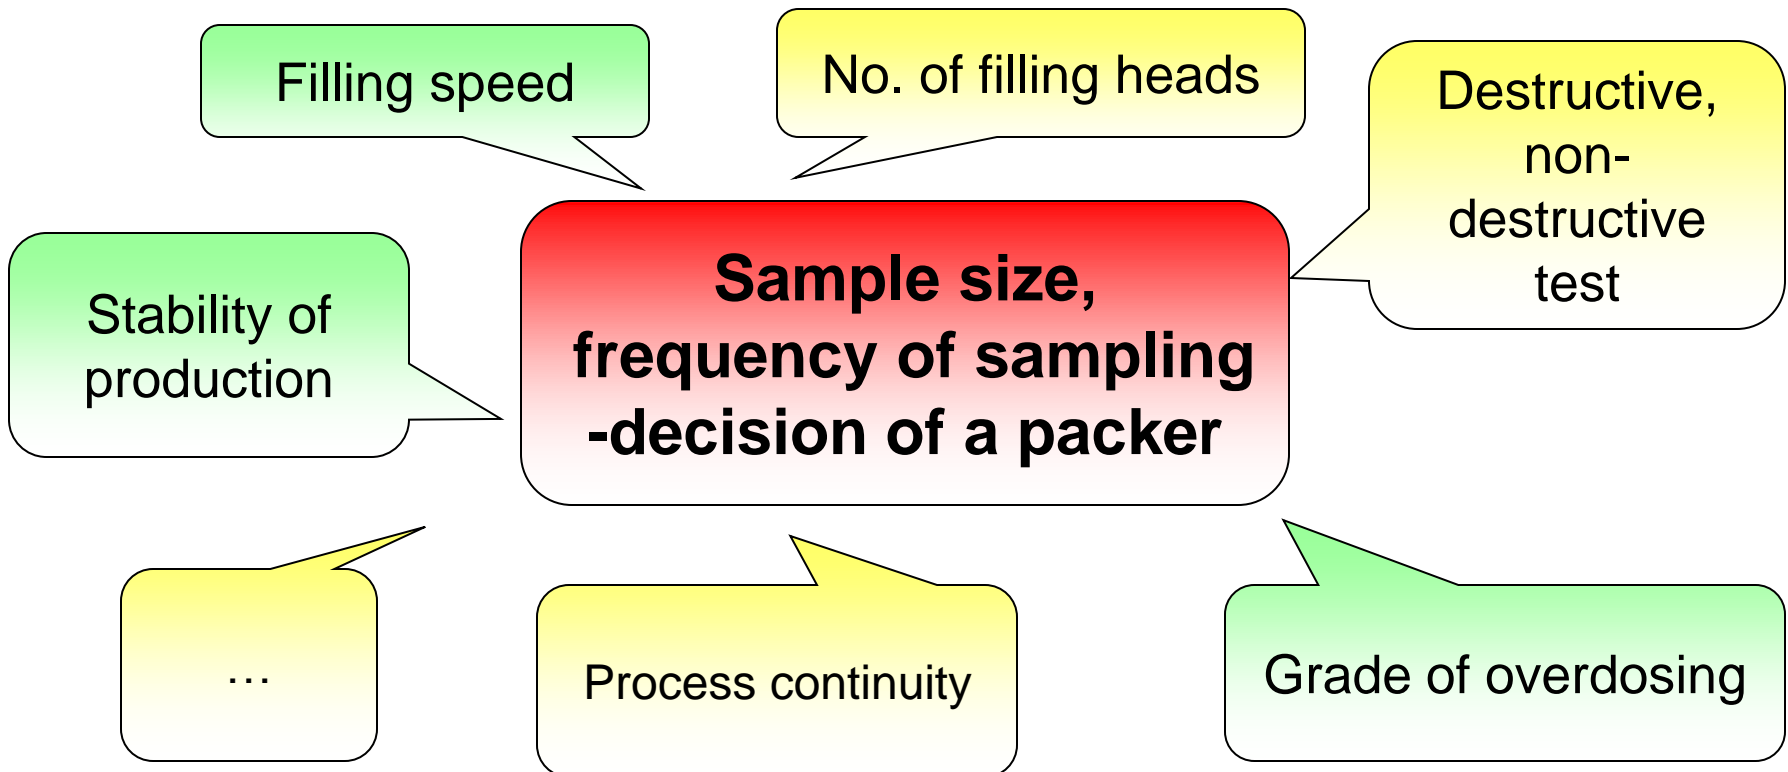 Filling speed
No. of filling heads
Destructive,
non-
destructive
test
Stability of
production
Sample size,
frequency of sampling
-decision of a packer
…
Process continuity
Grade of overdosing